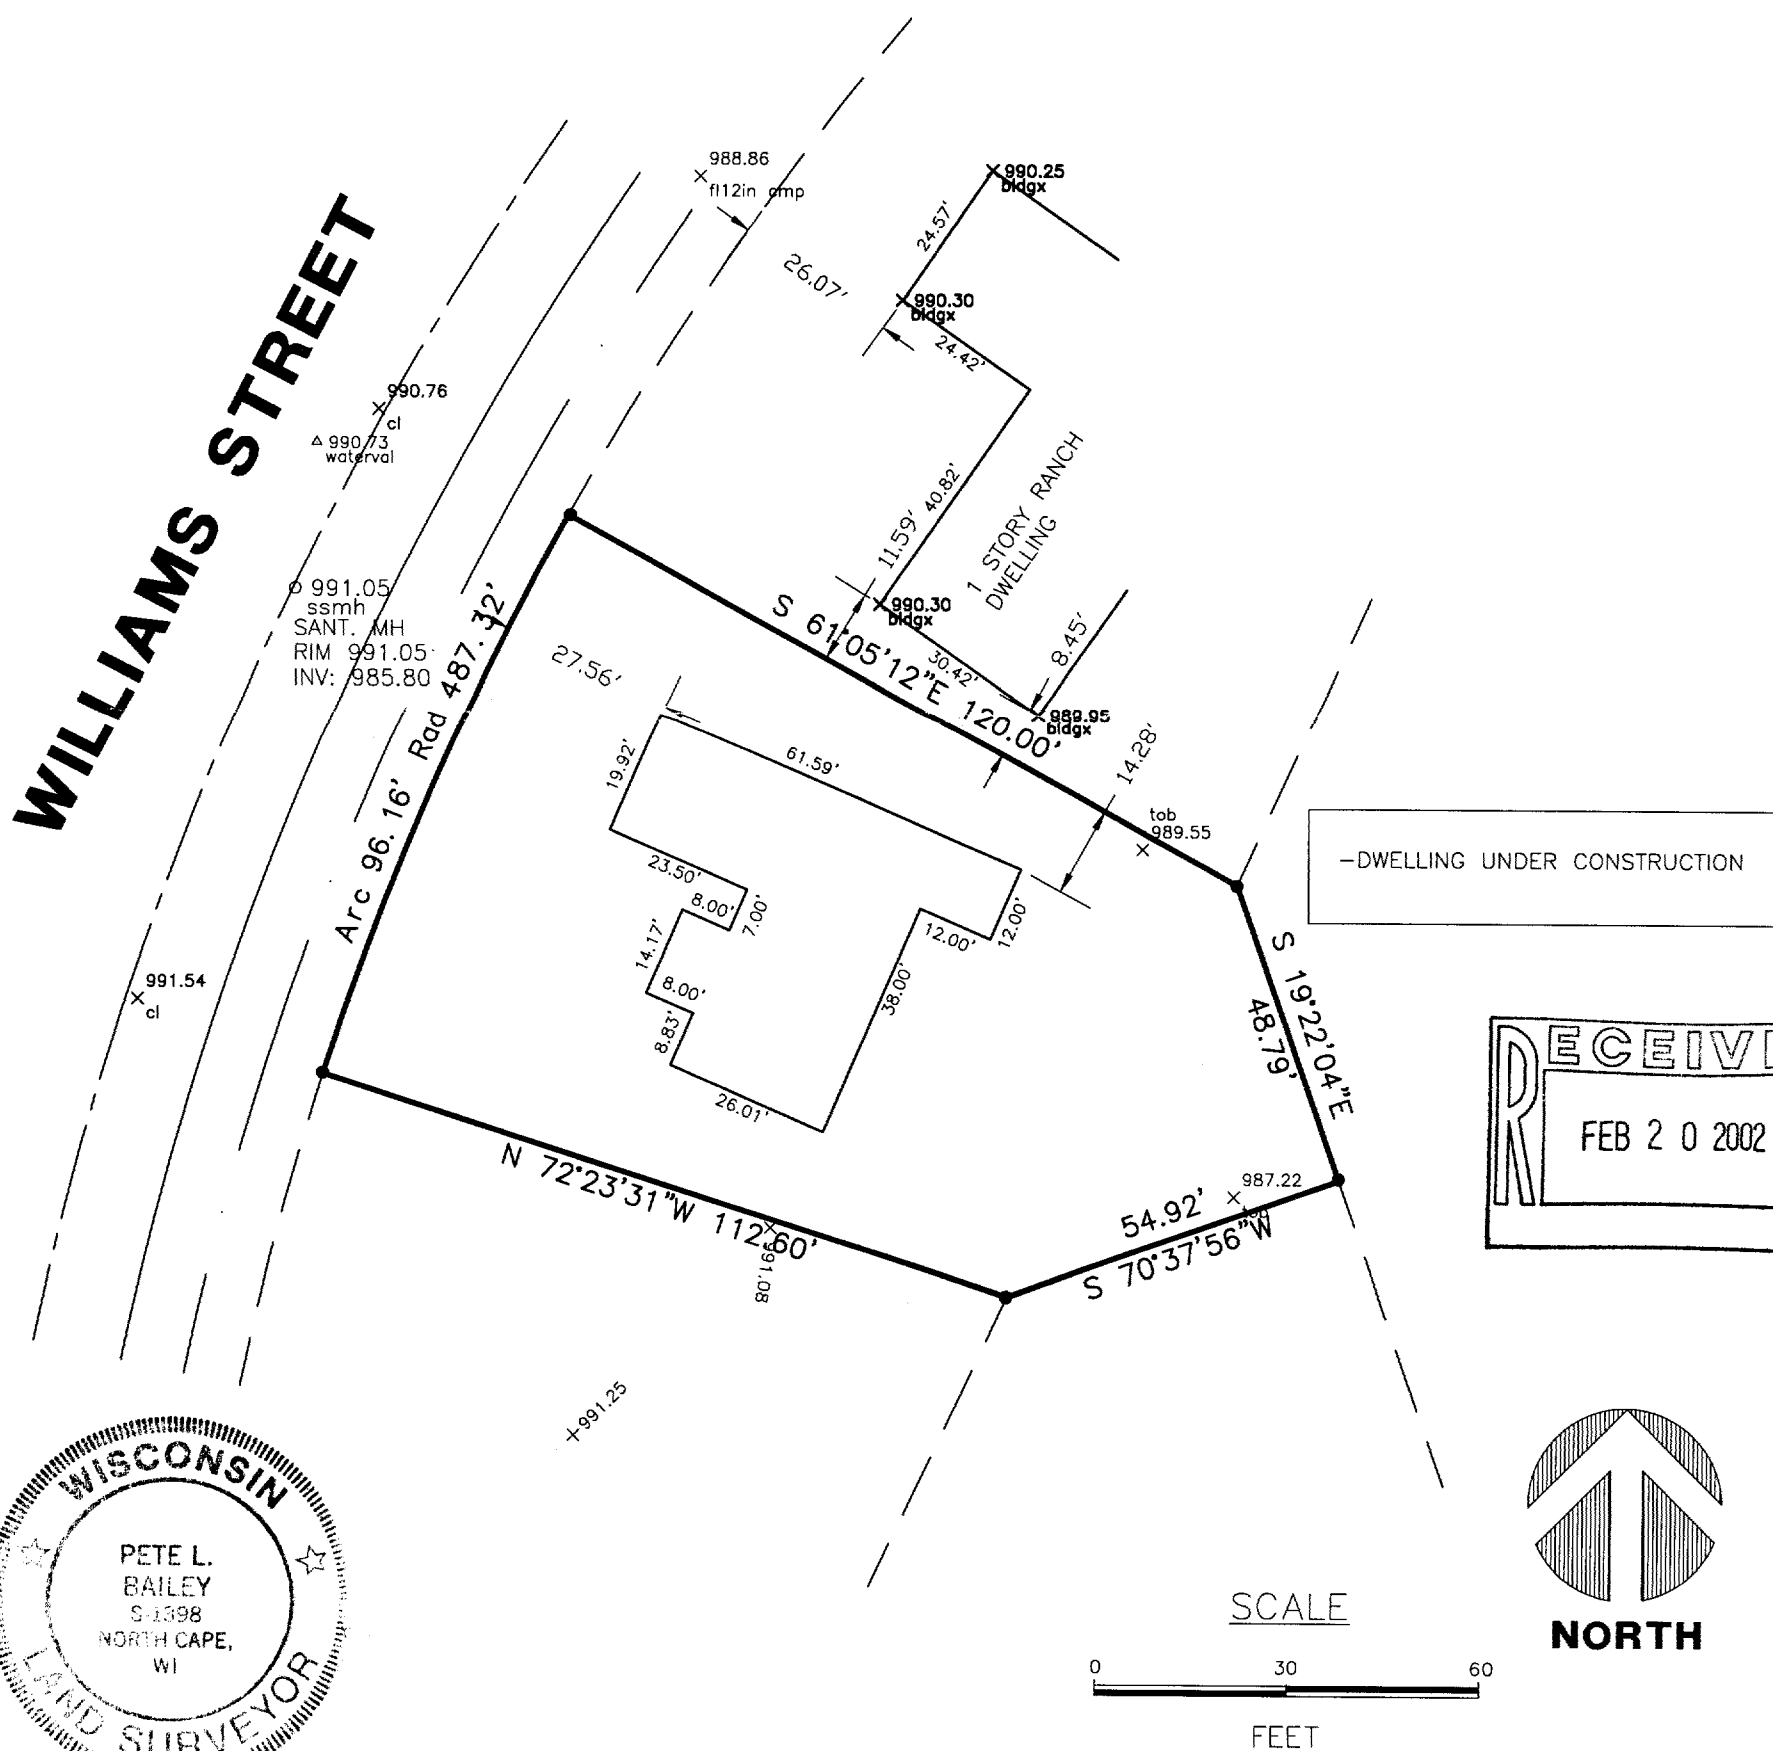 WILLIAMS STREET
988.86
fl12in cmp
990.25
bldgx
24.57'
26.07'
990.30
bldgx
24.42'
990.76
cl
990.73
waterval
40.82'
11.59'
1 STORY RANCH
DWELLING
991.05
ssmh
SANT. MH
RIM 991.05
INV: 985.80
990.30
bldgx
30.42'
8.45'
989.95
bldgx
S 61°05'12"E 120.00'
27.56'
14.28'
Arc 96.16' Rad 487.32'
19.92'
61.59'
tob
989.55
-DWELLING UNDER CONSTRUCTION
23.50'
8.00'
7.00'
14.17'
8.00'
8.83'
26.01'
38.00'
12.00'
12.00'
S 19°22'04"E
48.79'
991.54
cl
RECEIV
FEB 20 2002
N 72°23'31"W 112.60'
991.08
54.92'
S 70°37'56"W
987.22
991.25
WISCONSIN
PETE L.
BAILEY
S-1398
NORTH CAPE,
WI
LAND SURVEYOR
NORTH
SCALE
0 30 60
FEET